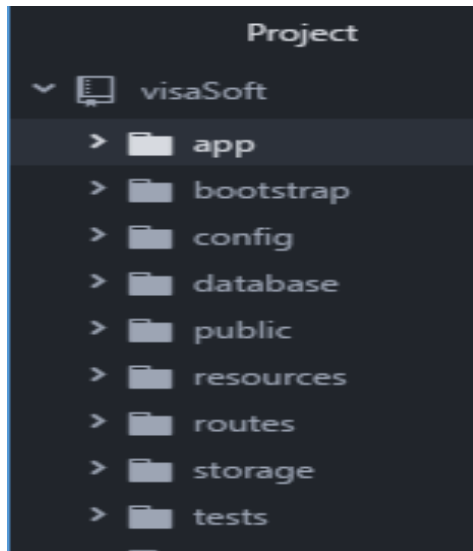 Project
visaSoft
app
bootstrap
config
database
public
resources
routes
storage
tests